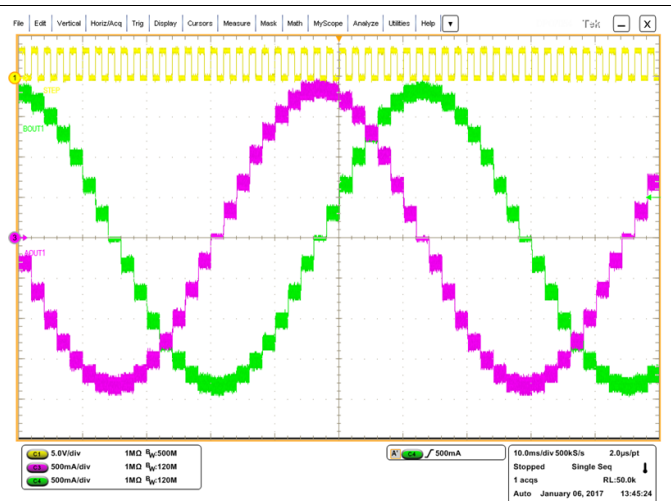 File Edit Vertical Horiz/Acq Trig Display Cursors Measure Mask Math MyScope Analyze Utilities Help Tek X
1
STEP
BOUT1
3
AOUT1
C1 5.0V/div 1MΩ BW:500M
C3 500mA/div 1MΩ BW:120M
C4 500mA/div 1MΩ BW:120M
A' C4 500mA
10.0ms/div 500kS/s 2.0µs/pt
Stopped Single Seq
1 acqs RL:50.0k
Auto January 06, 2017 13:45:24